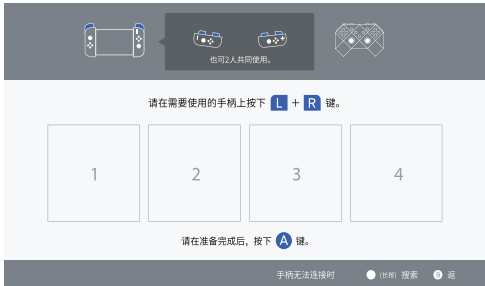 也可2人共同使用。
请在需要使用的手柄上按下 L + R 键。
1 2 3 4
请在准备完成后，按下 A 键。
手柄无法连接时 (长按) 搜索 B 返